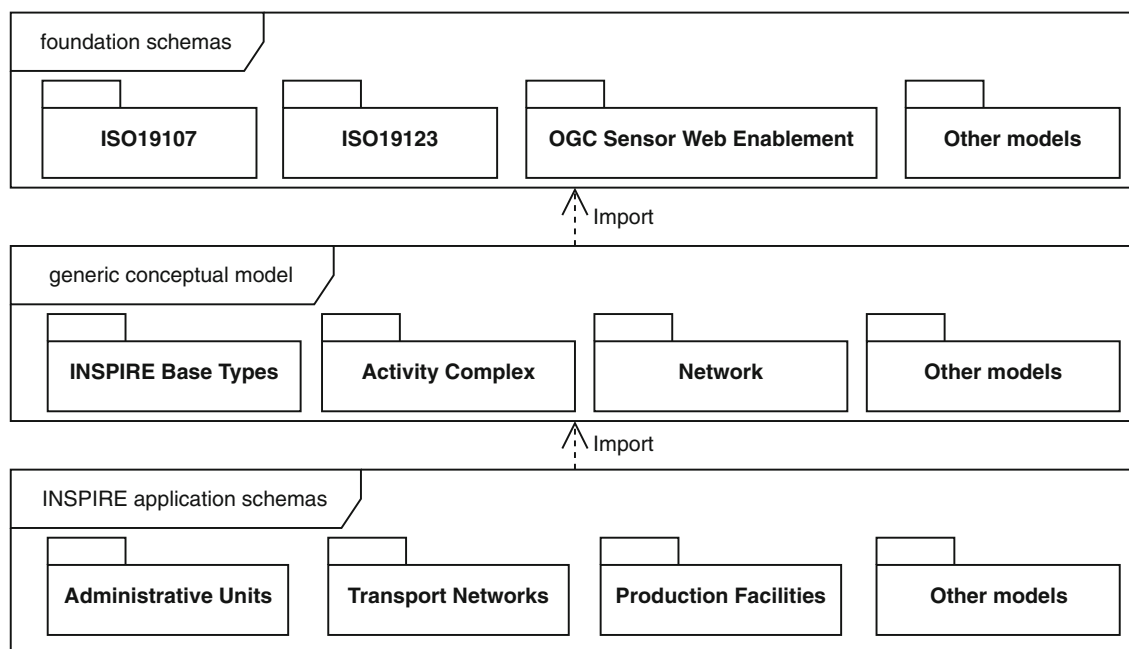 foundation schemas
ISO19107
ISO19123
OGC Sensor Web Enablement
Other models
Import
generic conceptual model
INSPIRE Base Types
Activity Complex
Network
Other models
Import
INSPIRE application schemas
Administrative Units
Transport Networks
Production Facilities
Other models